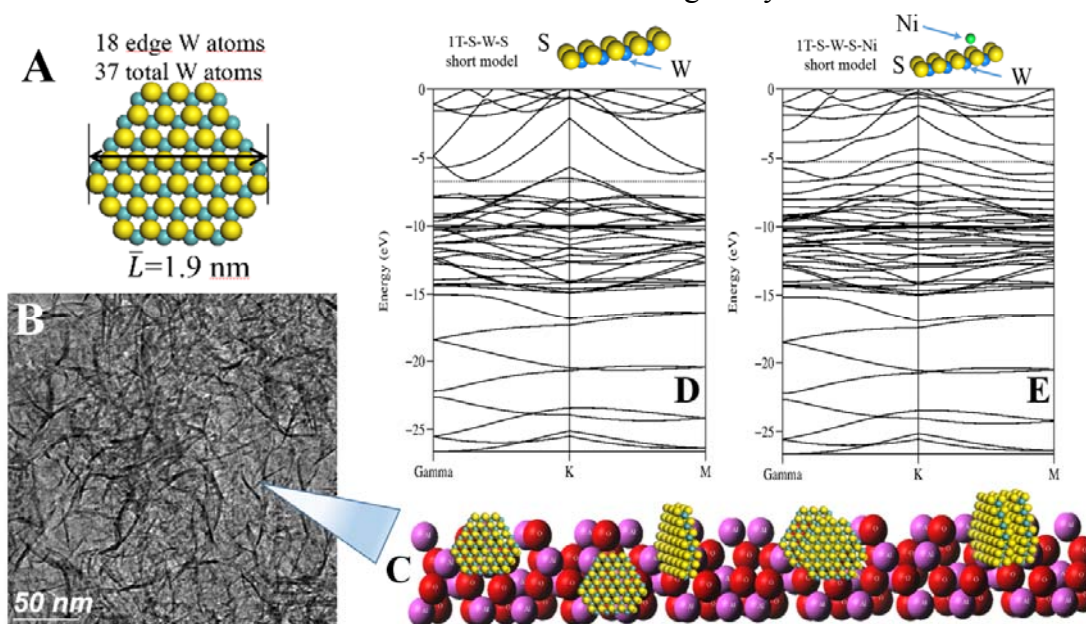 A
18 edge W atoms
37 total W atoms
L̄=1.9 nm
B
50 nm
1T-S-W-S
short model
S
W
0
−5
−10
−15
−20
−25
Energy (eV)
Gamma
K
M
D
1T-S-W-S-Ni
short model
Ni
S
W
0
−5
−10
−15
−20
−25
Energy (eV)
Gamma
K
M
E
C